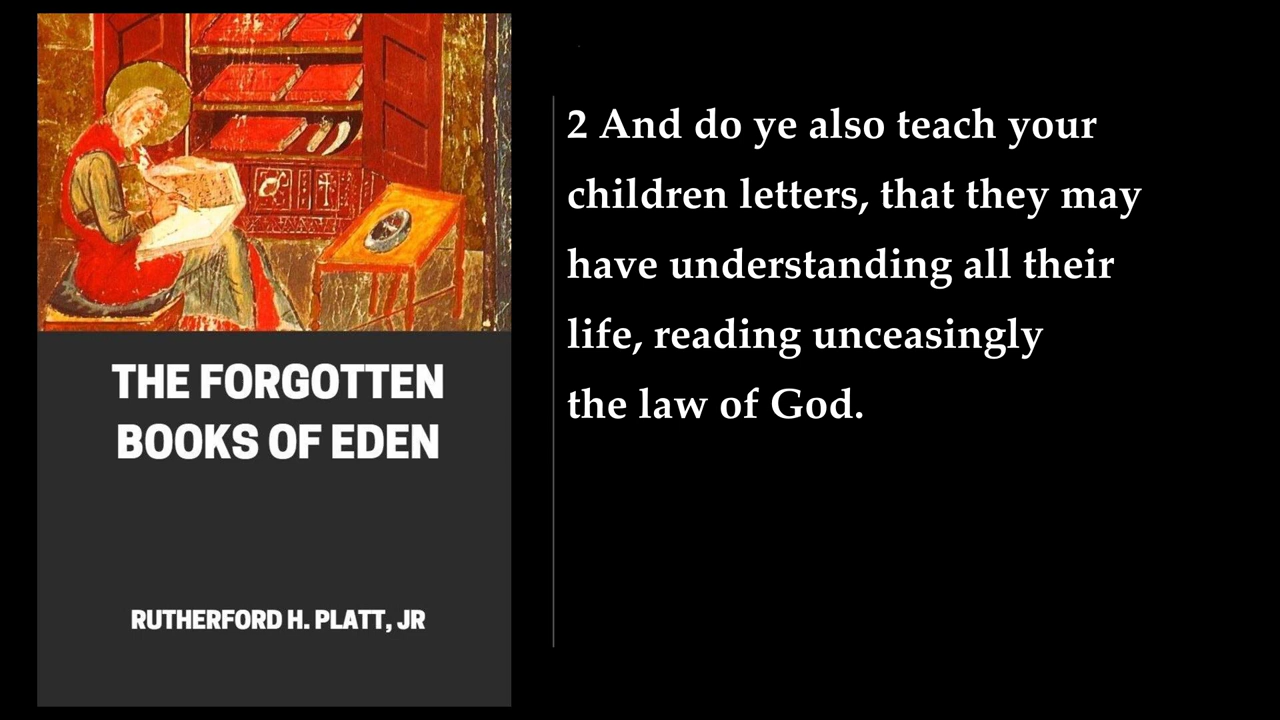 THE FORGOTTEN
BOOKS OF EDEN
RUTHERFORD H. PLATT, JR
2 And do ye also teach your
children letters, that they may
have understanding all their
life, reading unceasingly
the law of God.